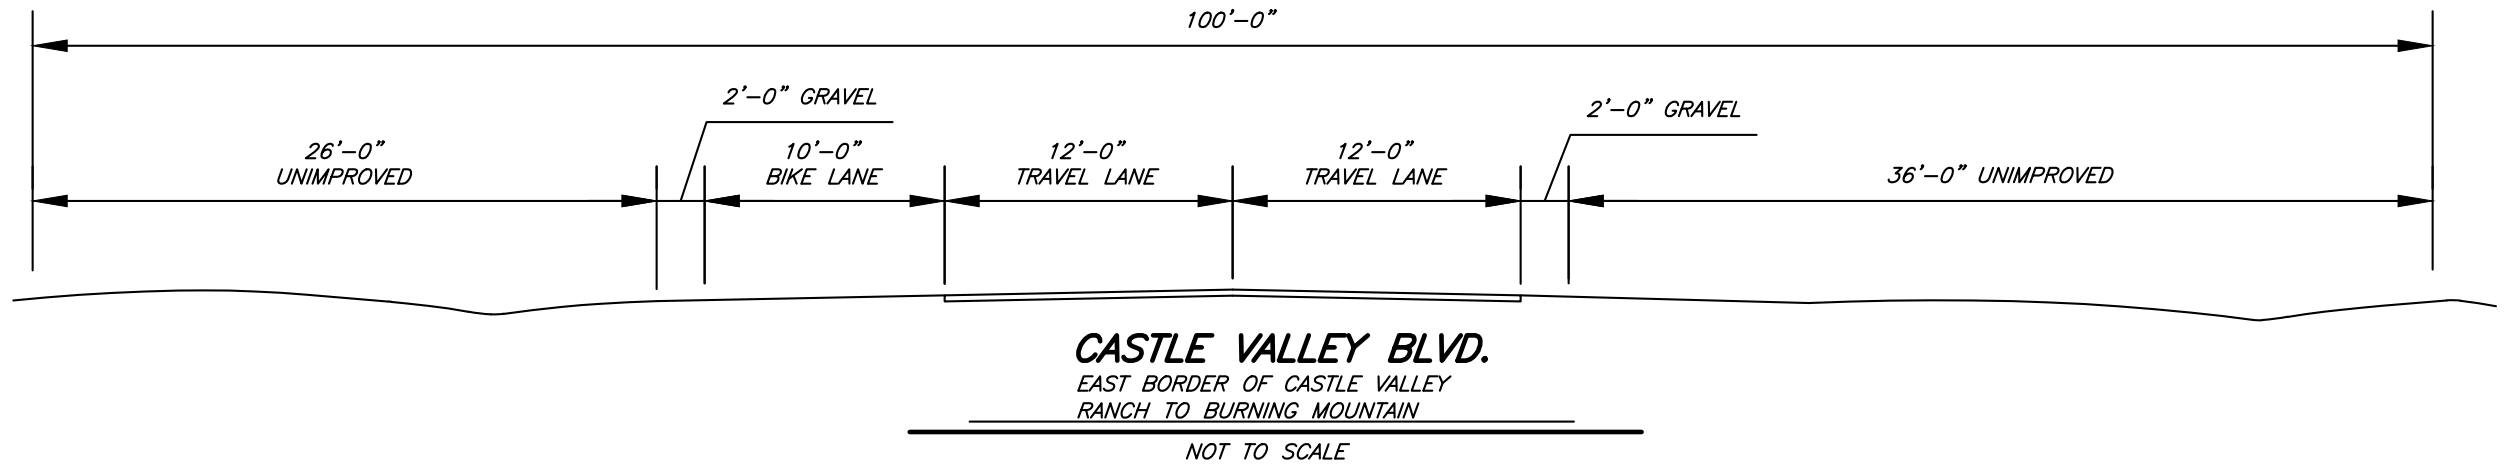 100'-0"
2'-0" GRAVEL
2'-0" GRAVEL
26'-0"
UNIMPROVED
10'-0"
BIKE LANE
12'-0"
TRAVEL LANE
12'-0"
TRAVEL LANE
36'-0" UNIMPROVED
CASTLE VALLEY BLVD.
EAST BORDER OF CASTLE VALLEY
RANCH TO BURNING MOUNTAIN
NOT TO SCALE